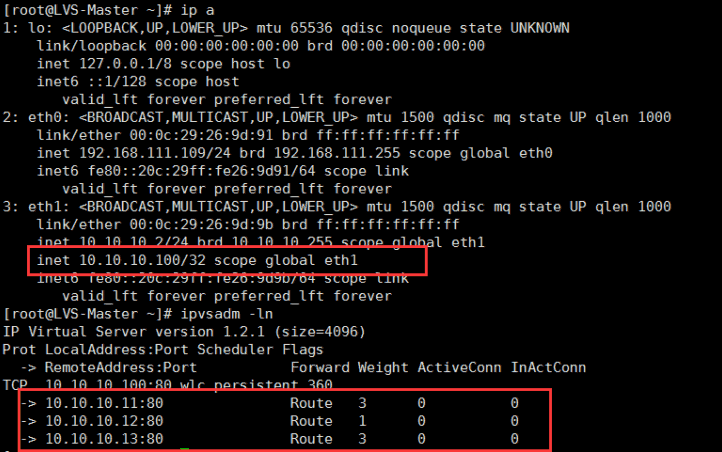 [root@LVS-Master ~]# ip a
1: lo: <LOOPBACK,UP,LOWER_UP> mtu 65536 qdisc noqueue state UNKNOWN
    link/loopback 00:00:00:00:00:00 brd 00:00:00:00:00:00
    inet 127.0.0.1/8 scope host lo
    inet6 ::1/128 scope host
       valid_lft forever preferred_lft forever
2: eth0: <BROADCAST,MULTICAST,UP,LOWER_UP> mtu 1500 qdisc mq state UP qlen 1000
    link/ether 00:0c:29:26:9d:91 brd ff:ff:ff:ff:ff:ff
    inet 192.168.111.109/24 brd 192.168.111.255 scope global eth0
    inet6 fe80::20c:29ff:fe26:9d91/64 scope link
       valid_lft forever preferred_lft forever
3: eth1: <BROADCAST,MULTICAST,UP,LOWER_UP> mtu 1500 qdisc mq state UP qlen 1000
    link/ether 00:0c:29:26:9d:9b brd ff:ff:ff:ff:ff:ff
    inet 10.10.10.2/24 brd 10.10.10.255 scope global eth1
    inet 10.10.10.100/32 scope global eth1
    inet6 fe80::20c:29ff:fe26:9d9b/64 scope link
       valid_lft forever preferred_lft forever
[root@LVS-Master ~]# ipvsadm -ln
IP Virtual Server version 1.2.1 (size=4096)
Prot LocalAddress:Port Scheduler Flags
  -> RemoteAddress:Port           Forward Weight ActiveConn InActConn
TCP  10.10.10.100:80 wlc persistent 360
  -> 10.10.10.11:80               Route   3      0          0
  -> 10.10.10.12:80               Route   1      0          0
  -> 10.10.10.13:80               Route   3      0          0